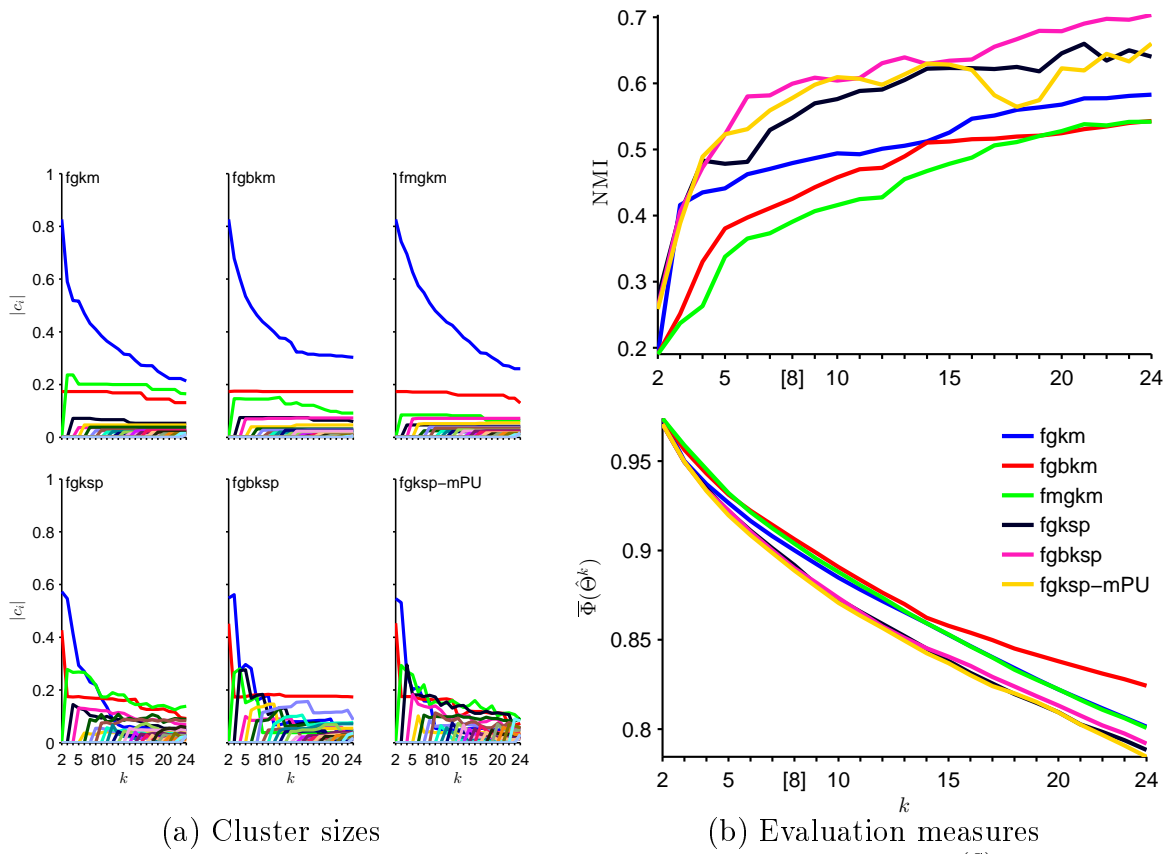 fgkm fgbkm fmgkm
1
0.8
0.6
0.4
0.2
0
|c_i|
fgksp fgbksp fgksp−mPU
1
0.8
0.6
0.4
0.2
0
|c_i|
2 5 810 15 20 24 2 5 810 15 20 24 2 5 810 15 20 24
k k k
(a) Cluster sizes
0.7
0.6
0.5
0.4
0.3
0.2
NMI
2 5 [8] 10 15 20 24
0.95
0.9
0.85
0.8
Φ̅(Θ̂^k)
fgkm
fgbkm
fmgkm
fgksp
fgbksp
fgksp−mPU
2 5 [8] 10 15 20 24
k
(b) Evaluation measures